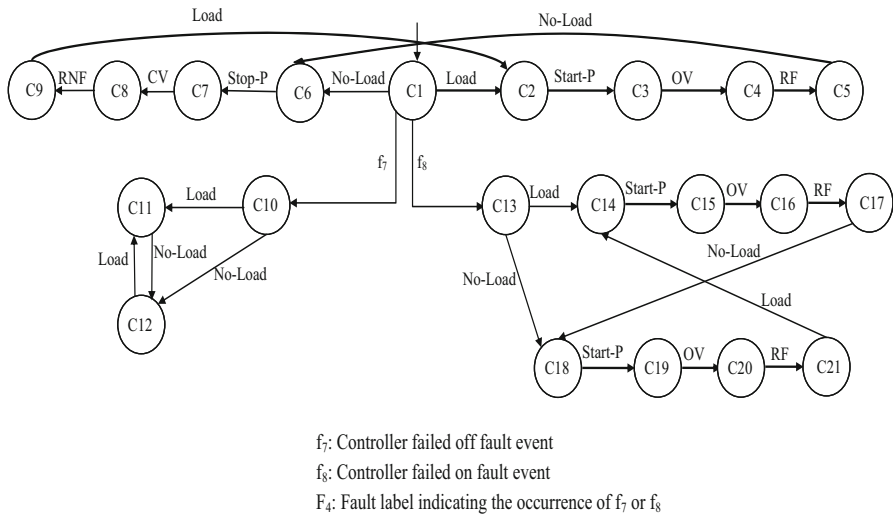 Load
No-Load
C9 RNF C8 CV C7 Stop-P C6 No-Load C1 Load C2 Start-P C3 OV C4 RF C5
f7 f8
C11 Load C10
Load No-Load No-Load
C12
C13 Load C14 Start-P C15 OV C16 RF C17
No-Load
No-Load Load
C18 Start-P C19 OV C20 RF C21
f7: Controller failed off fault event
f8: Controller failed on fault event
F4: Fault label indicating the occurrence of f7 or f8